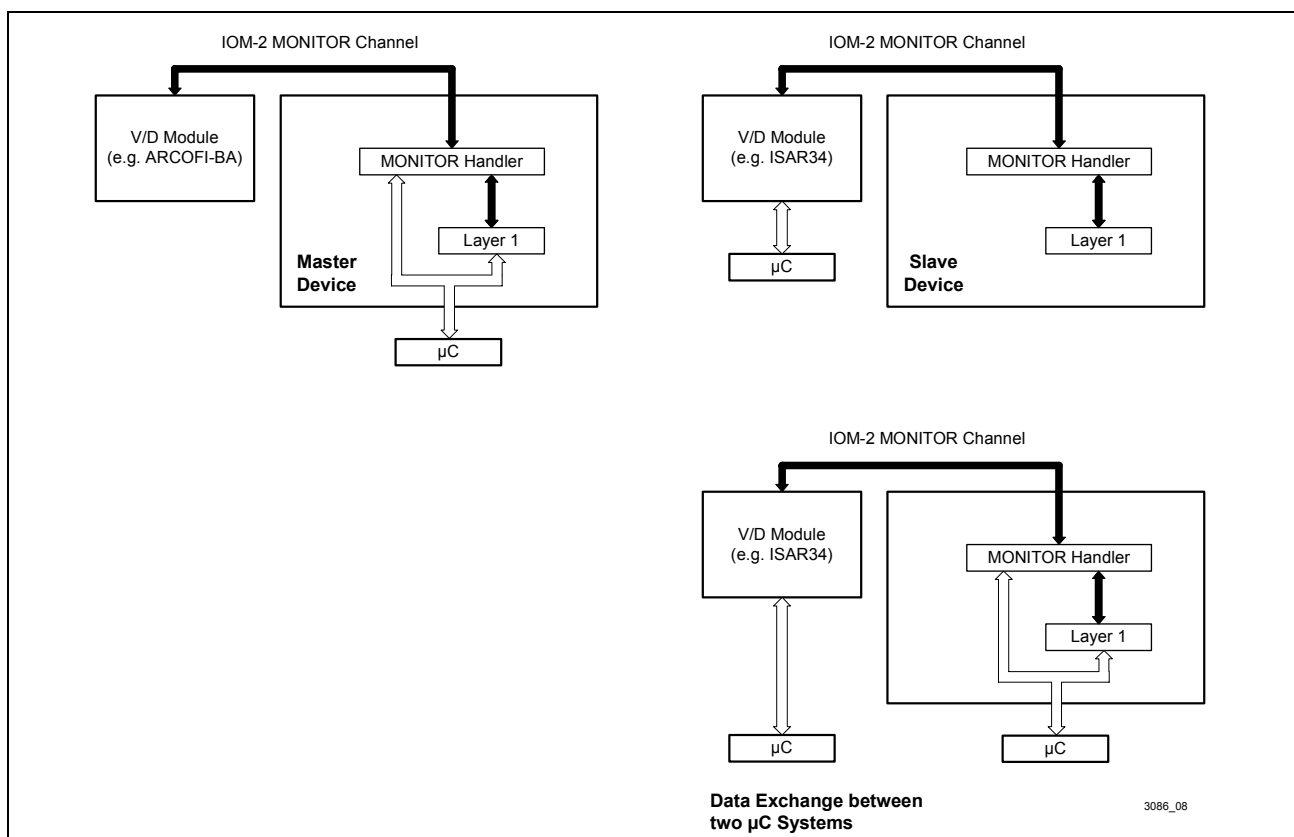 IOM-2 MONITOR Channel
V/D Module
(e.g. ARCOFI-BA)
MONITOR Handler
Layer 1
Master
Device
µC
IOM-2 MONITOR Channel
V/D Module
(e.g. ISAR34)
µC
MONITOR Handler
Layer 1
Slave
Device
IOM-2 MONITOR Channel
V/D Module
(e.g. ISAR34)
MONITOR Handler
Layer 1
µC
µC
Data Exchange between
two µC Systems
3086_08